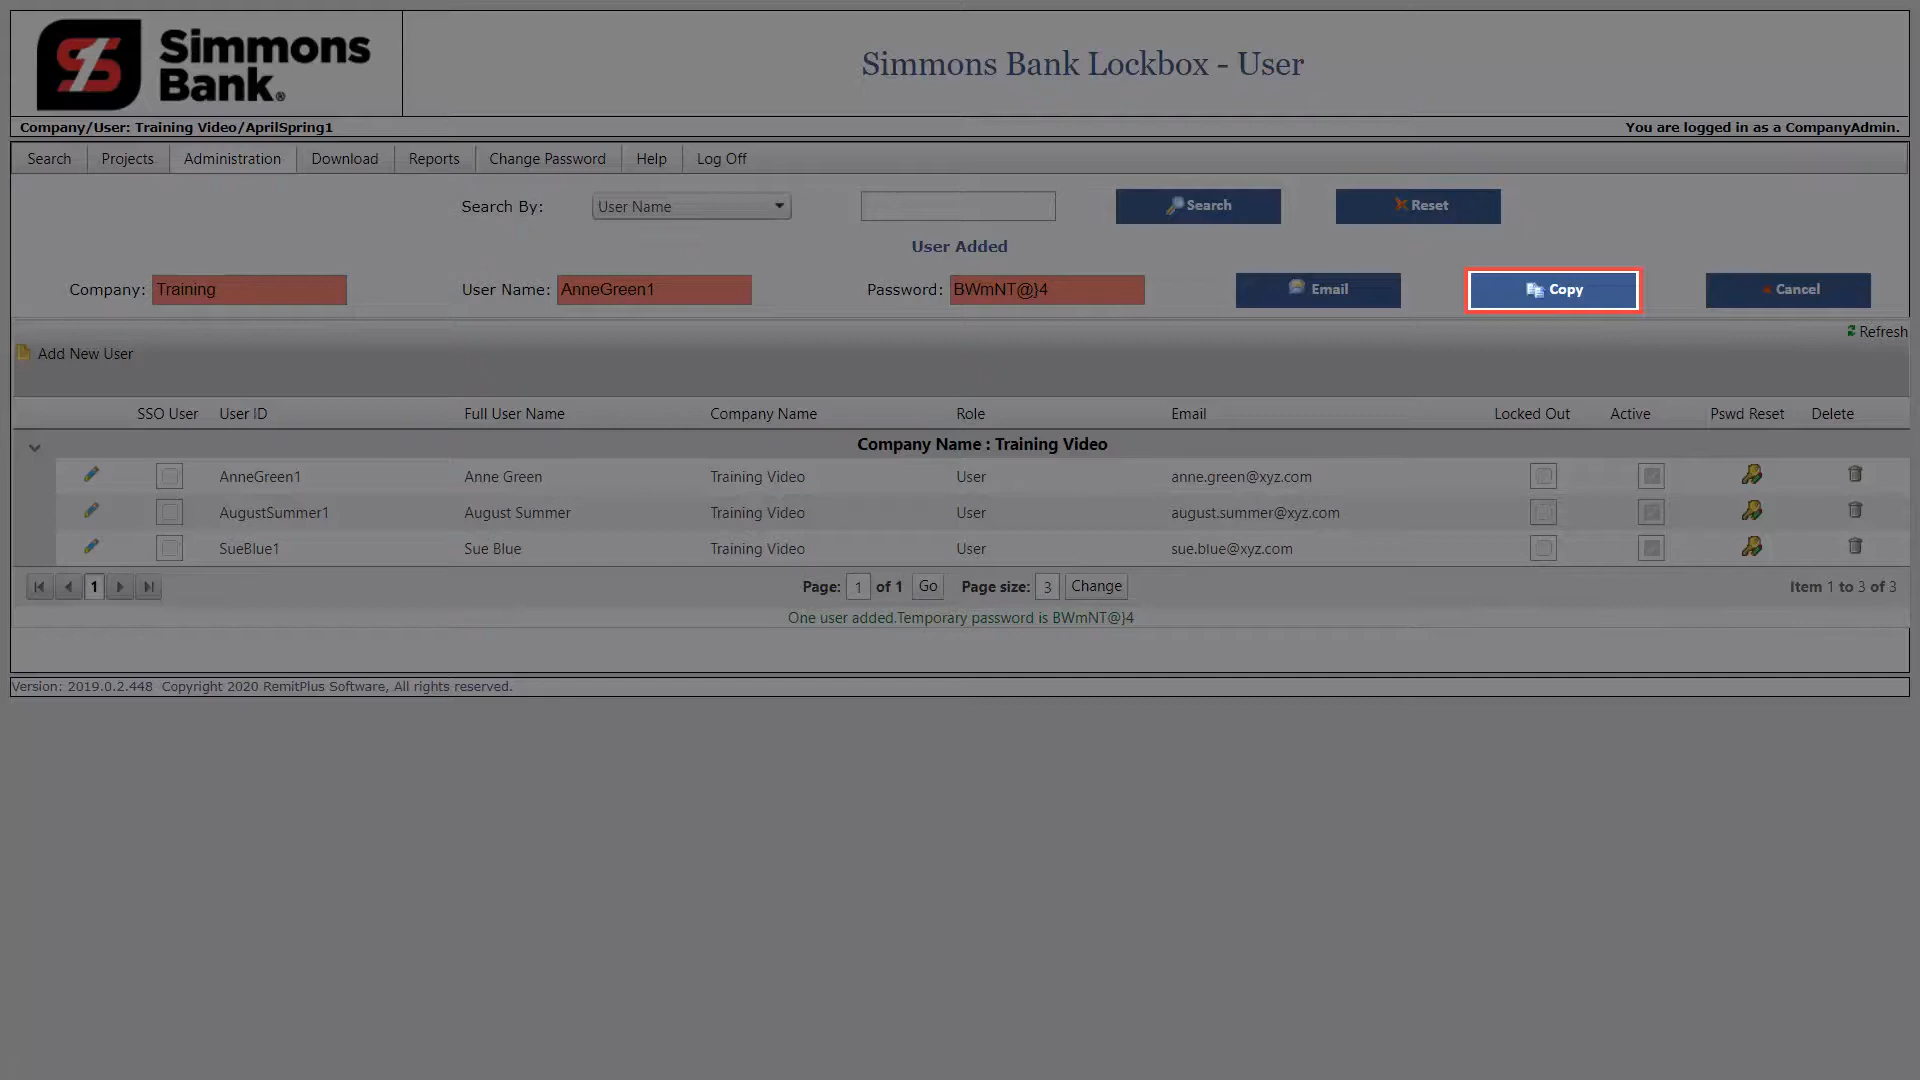 Simmons
Bank®
Simmons Bank Lockbox - User
Company/User: Training Video/AprilSpring1
You are logged in as a CompanyAdmin.
Search Projects Administration Download Reports Change Password Help Log Off
Search By: User Name Search Reset
User Added
Company: Training User Name: AnneGreen1 Password: BWmNT@}4 Email Copy Cancel
Refresh
Add New User
SSO User User ID Full User Name Company Name Role Email Locked Out Active Pswd Reset Delete
Company Name : Training Video
AnneGreen1 Anne Green Training Video User anne.green@xyz.com
AugustSummer1 August Summer Training Video User august.summer@xyz.com
SueBlue1 Sue Blue Training Video User sue.blue@xyz.com
1 Page: 1 of 1 Go Page size: 3 Change Item 1 to 3 of 3
One user added.Temporary password is BWmNT@}4
Version: 2019.0.2.448 Copyright 2020 RemitPlus Software, All rights reserved.